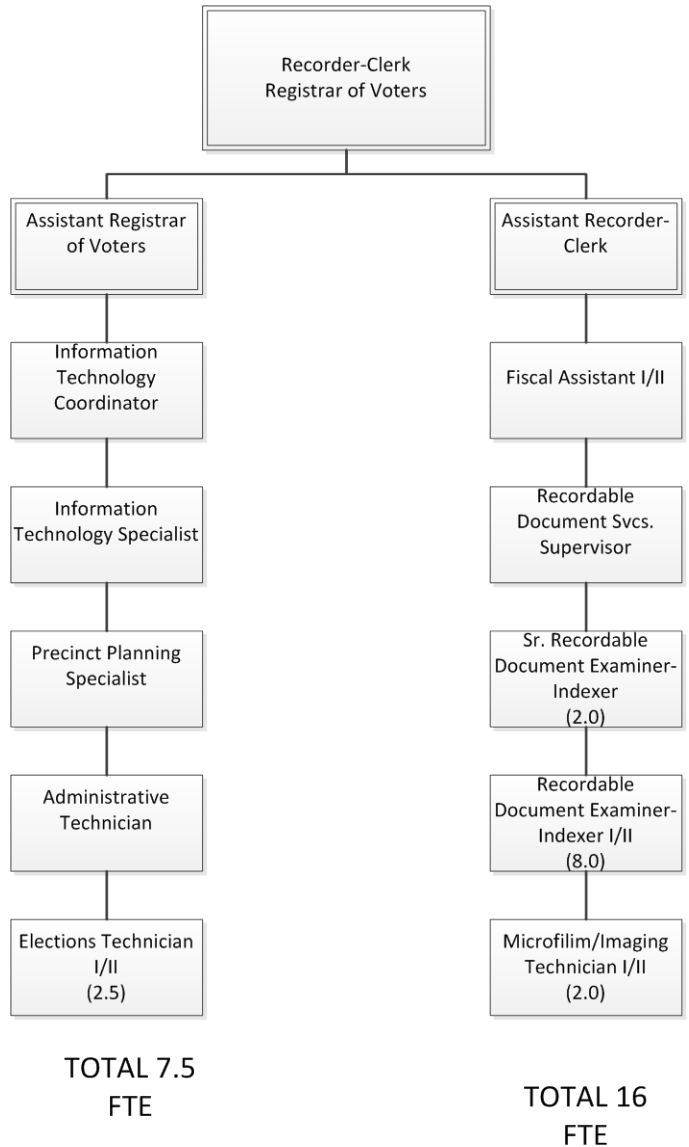 Recorder-Clerk
Registrar of Voters
Assistant Registrar
of Voters
Information
Technology
Coordinator
Information
Technology Specialist
Precinct Planning
Specialist
Administrative
Technician
Elections Technician
I/II
(2.5)
TOTAL 7.5
FTE
Assistant Recorder-
Clerk
Fiscal Assistant I/II
Recordable
Document Svcs.
Supervisor
Sr. Recordable
Document Examiner-
Indexer
(2.0)
Recordable
Document Examiner-
Indexer I/II
(8.0)
Microfilim/Imaging
Technician I/II
(2.0)
TOTAL 16
FTE